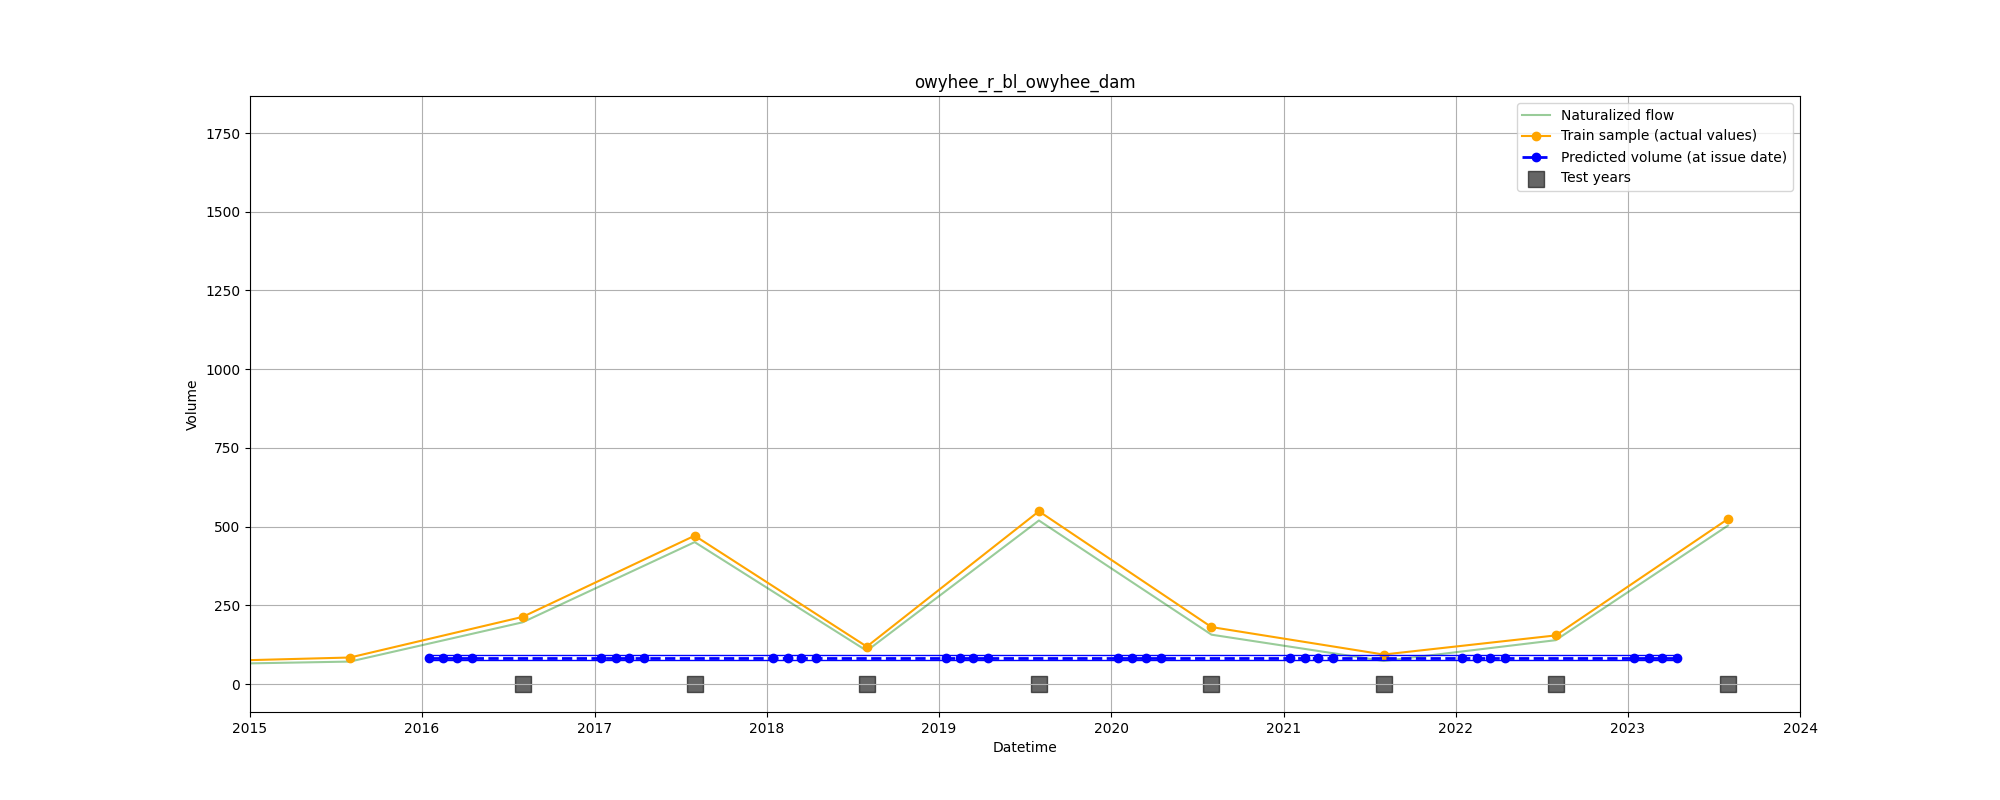 owyhee_r_bl_owyhee_dam
Naturalized flow
Train sample (actual values)
Predicted volume (at issue date)
Test years
1750
1500
1250
1000
750
500
250
0
Volume
2015 2016 2017 2018 2019 2020 2021 2022 2023 2024
Datetime